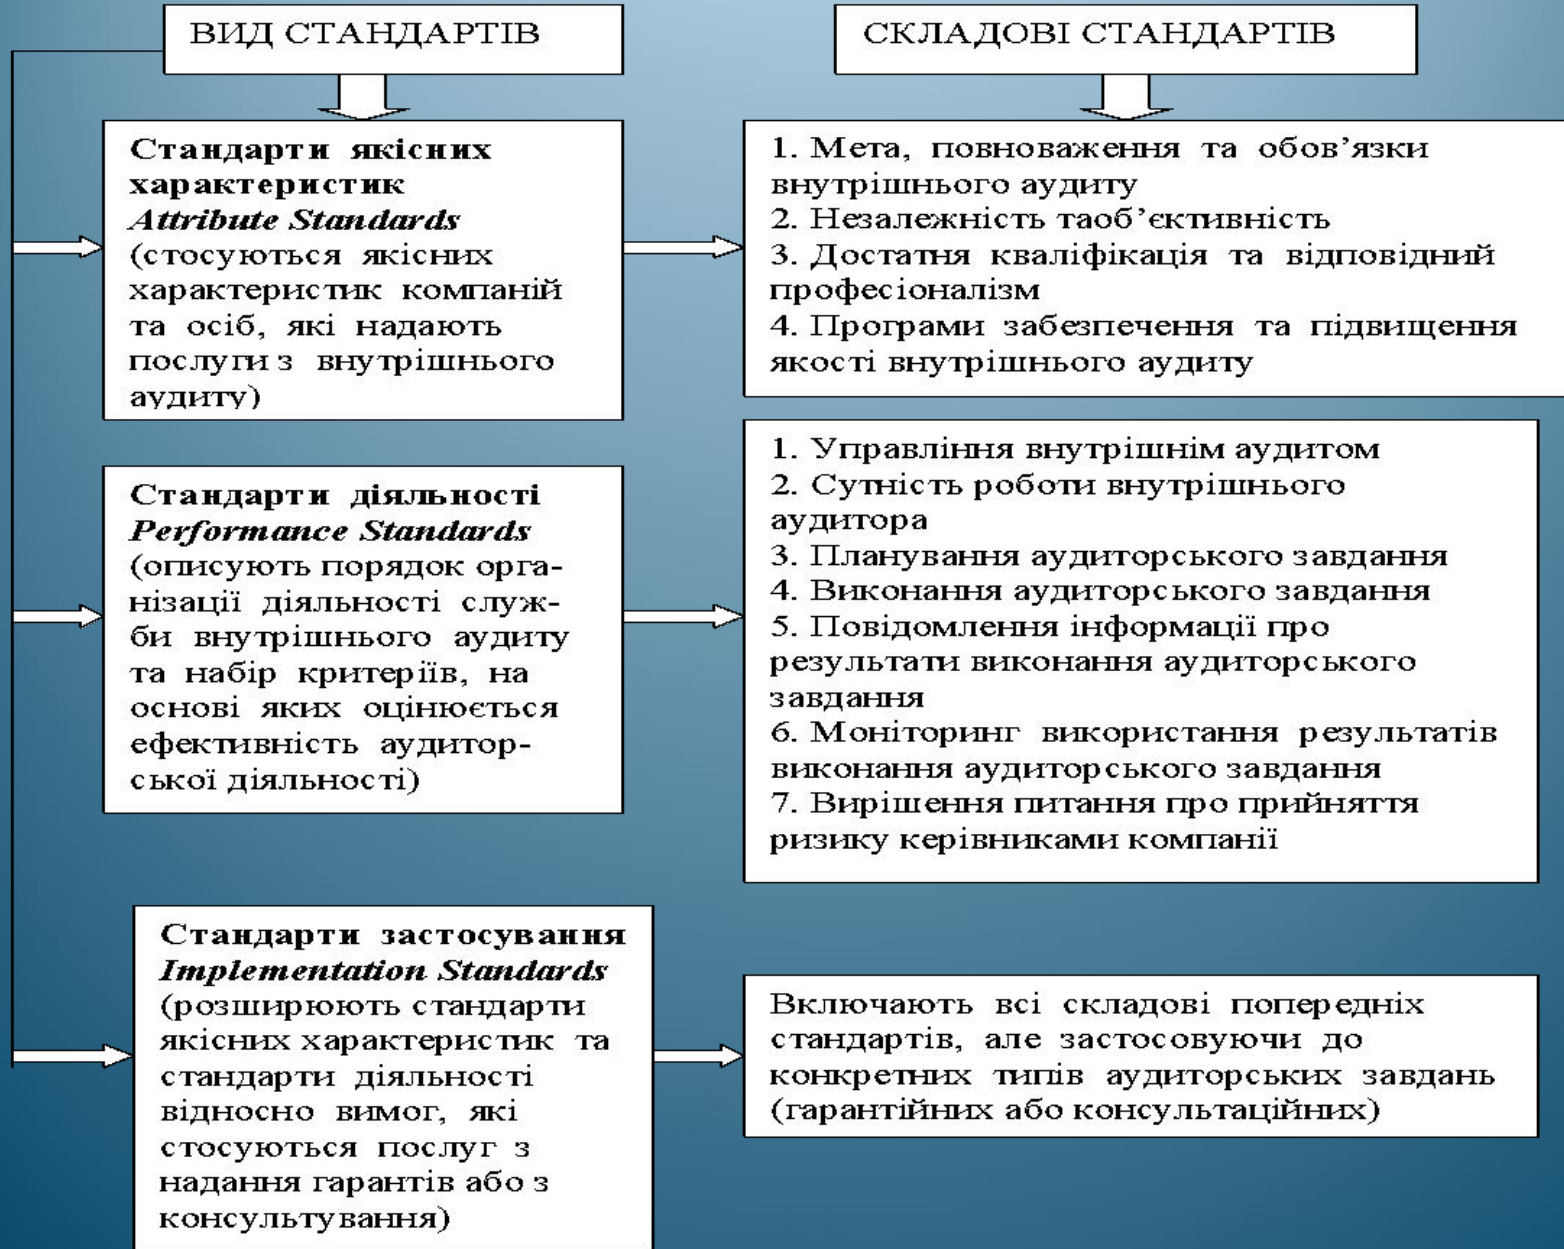 ВИД СТАНДАРТІВ
СКЛАДОВІ СТАНДАРТІВ
Стандарти якісних
характеристик
Attribute Standards
(стосуються якісних
характеристик компаній
та осіб, які надають
послуги з внутрішнього
аудиту)
1. Мета, повноваження та обов’язки
внутрішнього аудиту
2. Незалежність таоб’єктивність
3. Достатня кваліфікація та відповідний
професіоналізм
4. Програми забезпечення та підвищення
якості внутрішнього аудиту
Стандарти діяльності
Performance Standards
(описують порядок орга-
нізації діяльності служ-
би внутрішнього аудиту
та набір критеріїв, на
основі яких оцінюється
ефективність аудитор-
ської діяльності)
1. Управління внутрішнім аудитом
2. Сутність роботи внутрішнього
аудитора
3. Планування аудиторського завдання
4. Виконання аудиторського завдання
5. Повідомлення інформації про
результати виконання аудиторського
завдання
6. Моніторинг використання результатів
виконання аудиторського завдання
7. Вирішення питання про прийняття
ризику керівниками компанії
Стандарти застосування
Implementation Standards
(розширюють стандарти
якісних характеристик та
стандарти діяльності
відносно вимог, які
стосуються послуг з
надання гарантів або з
консультування)
Включають всі складові попередніх
стандартів, але застосовуючи до
конкретних типів аудиторських завдань
(гарантійних або консультаційних)